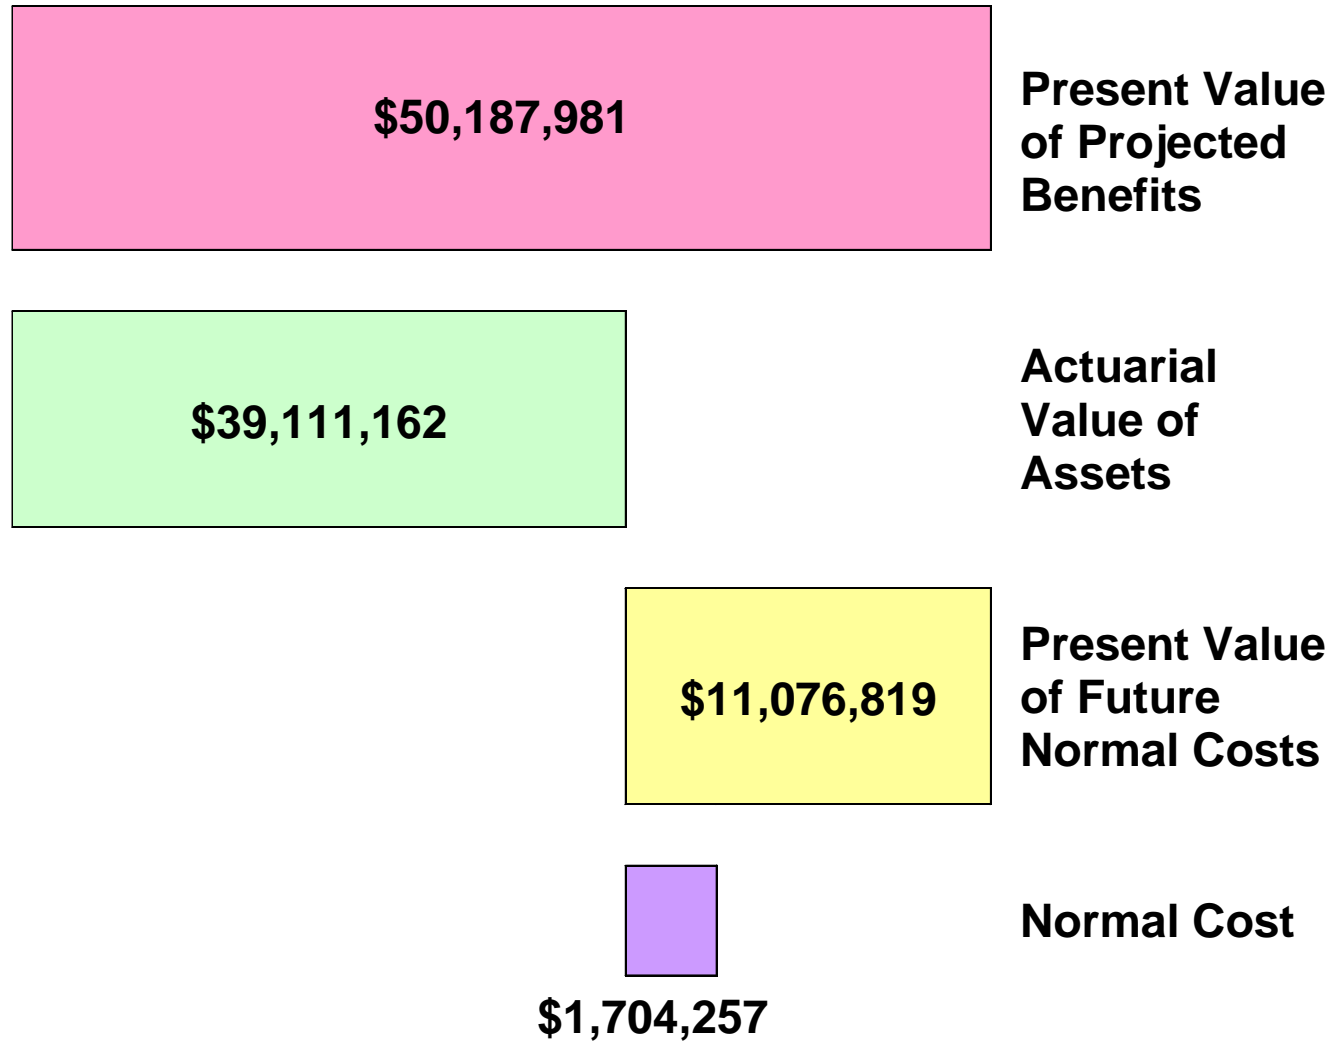 $50,187,981
Present Value
of Projected
Benefits
$39,111,162
Actuarial
Value of
Assets
$11,076,819
Present Value
of Future
Normal Costs
Normal Cost
$1,704,257